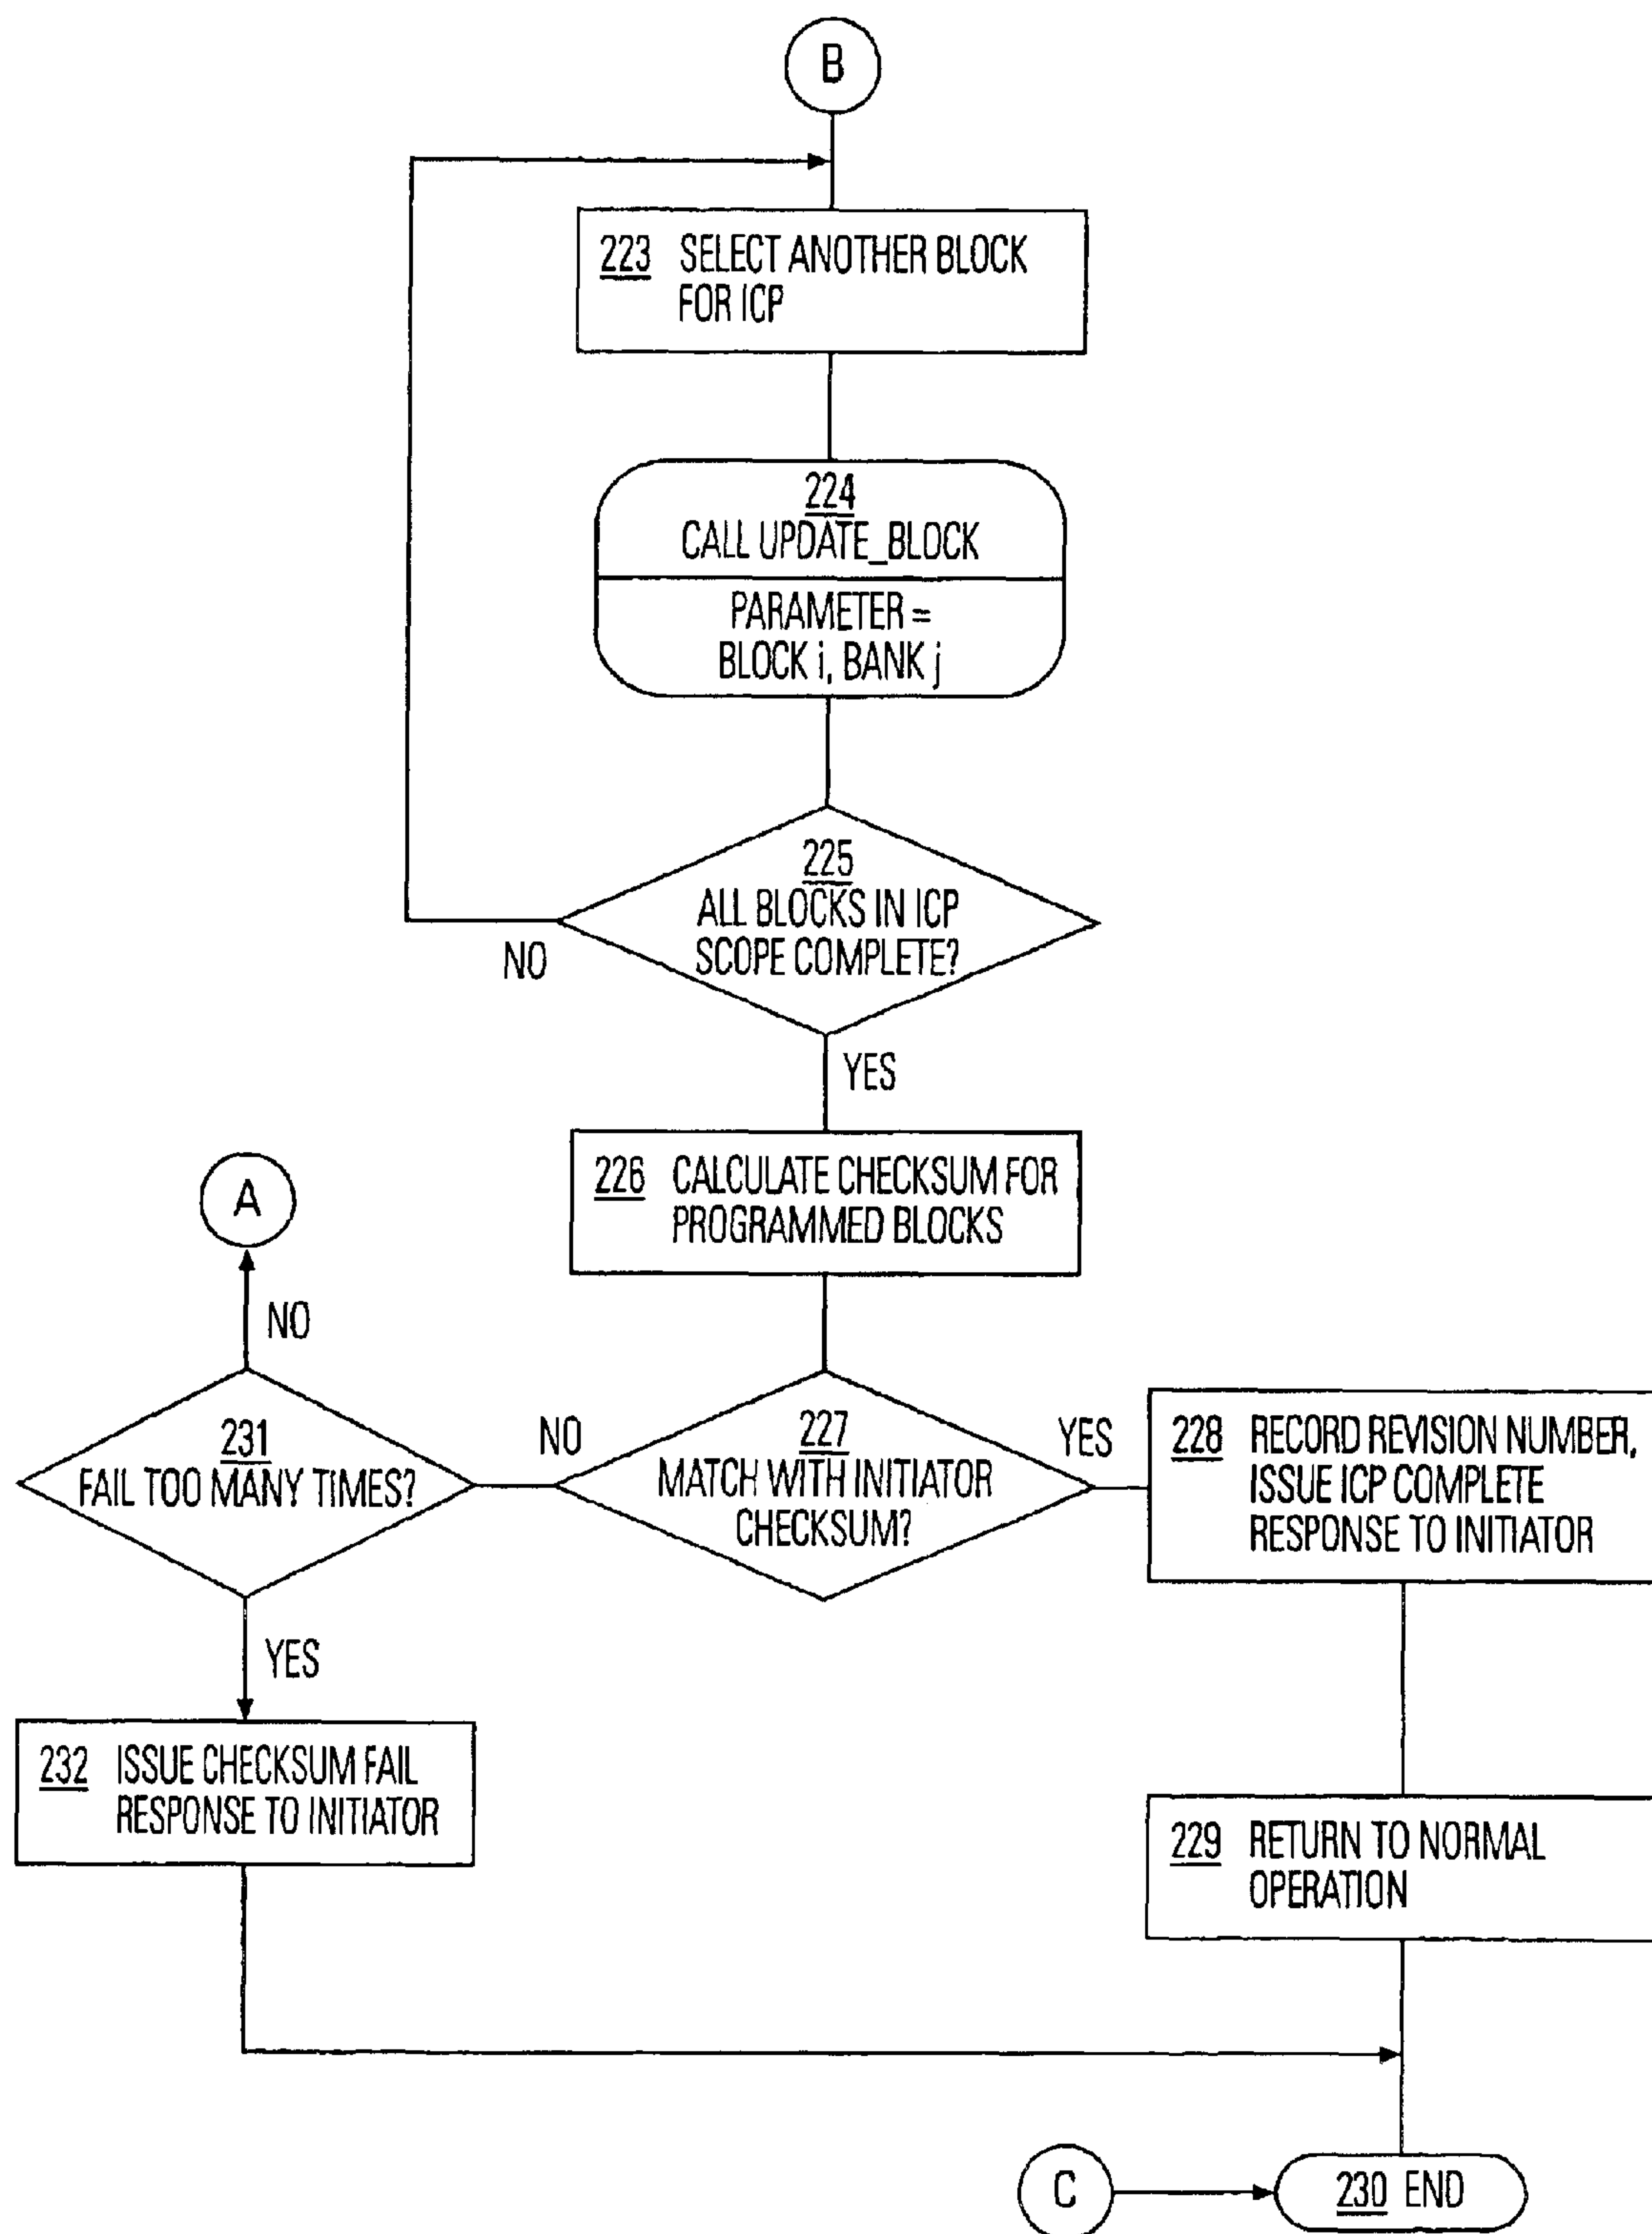 B
223 SELECT ANOTHER BLOCK
FOR ICP
224
CALL UPDATE_BLOCK
PARAMETER =
BLOCK i, BANK j
225
ALL BLOCKS IN ICP
SCOPE COMPLETE?
NO
YES
226 CALCULATE CHECKSUM FOR
PROGRAMMED BLOCKS
A
NO
231
FAIL TOO MANY TIMES?
NO
227
MATCH WITH INITIATOR
CHECKSUM?
YES
228 RECORD REVISION NUMBER,
ISSUE ICP COMPLETE
RESPONSE TO INITIATOR
YES
232 ISSUE CHECKSUM FAIL
RESPONSE TO INITIATOR
229 RETURN TO NORMAL
OPERATION
C
230 END